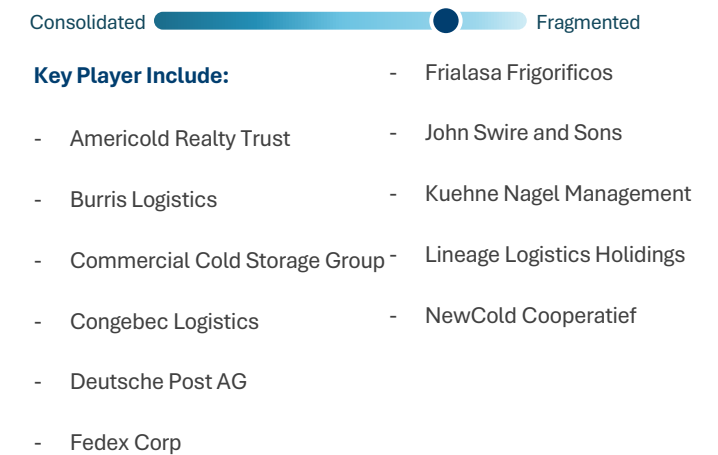 Consolidated Fragmented
Key Player Include:
- Americold Realty Trust
- Burris Logistics
- Commercial Cold Storage Group
- Congebec Logistics
- Deutsche Post AG
- Fedex Corp
- Frialasa Frigorificos
- John Swire and Sons
- Kuehne Nagel Management
- Lineage Logistics Holidings
- NewCold Cooperatief